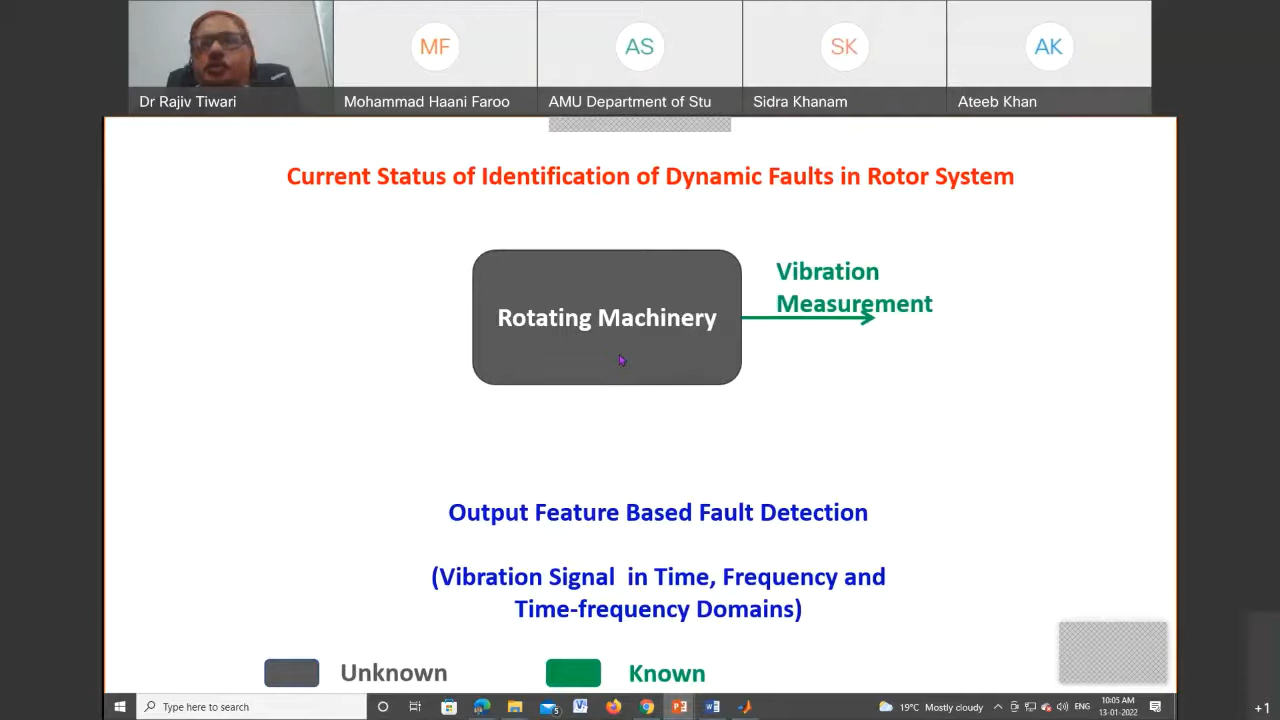 MF
AS
SK
AK
Dr Rajiv Tiwari
Mohammad Haani Faroo
AMU Department of Stu
Sidra Khanam
Ateeb Khan
Current Status of Identification of Dynamic Faults in Rotor System
Rotating Machinery
Vibration
Measurement
Output Feature Based Fault Detection
(Vibration Signal in Time, Frequency and
Time-frequency Domains)
Unknown
Known
Type here to search
5
19°C Mostly cloudy
ENG
10:05 AM
13-01-2022
+1